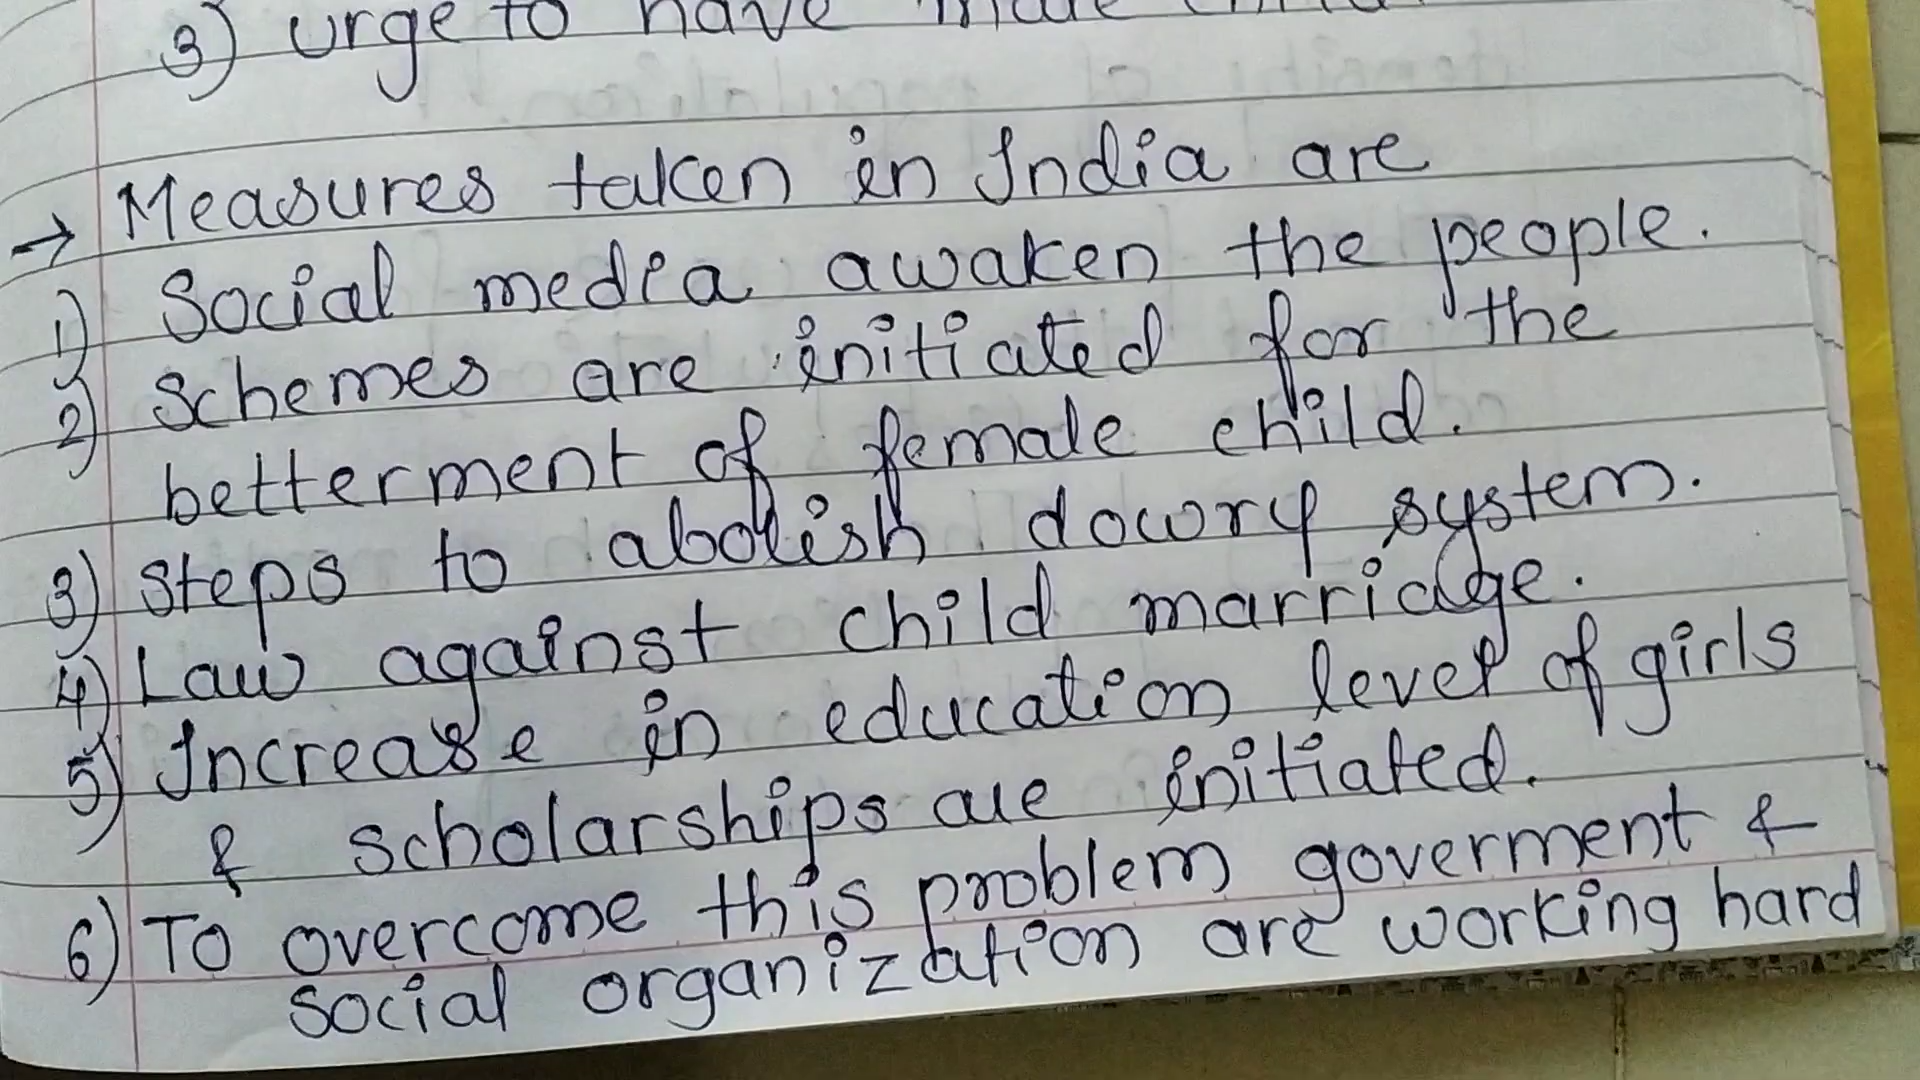 3) urge to have male child
→ Measures taken in India are
1) Social media awaken the people.
2) Schemes are initiated for the
betterment of female child.
3) Steps to abolish dowry system.
4) Law against child marriage.
5) Increase in education level of girls
& scholarships are initiated.
6) To overcome this problem goverment &
social organization are working hard